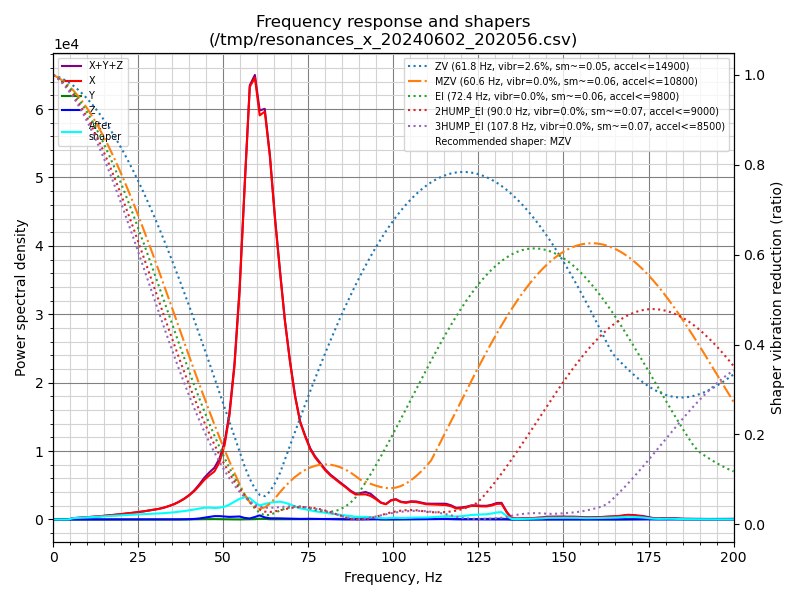 Frequency response and shapers
(/tmp/resonances_x_20240602_202056.csv)
1e4
X+Y+Z
X
Y
Z
After
shaper
ZV (61.8 Hz, vibr=2.6%, sm~=0.05, accel<=14900)
MZV (60.6 Hz, vibr=0.0%, sm~=0.06, accel<=10800)
EI (72.4 Hz, vibr=0.0%, sm~=0.06, accel<=9800)
2HUMP_EI (90.0 Hz, vibr=0.0%, sm~=0.07, accel<=9000)
3HUMP_EI (107.8 Hz, vibr=0.0%, sm~=0.07, accel<=8500)
Recommended shaper: MZV
6
5
4
3
2
1
0
Power spectral density
1.0
0.8
0.6
0.4
0.2
0.0
Shaper vibration reduction (ratio)
0 25 50 75 100 125 150 175 200
Frequency, Hz